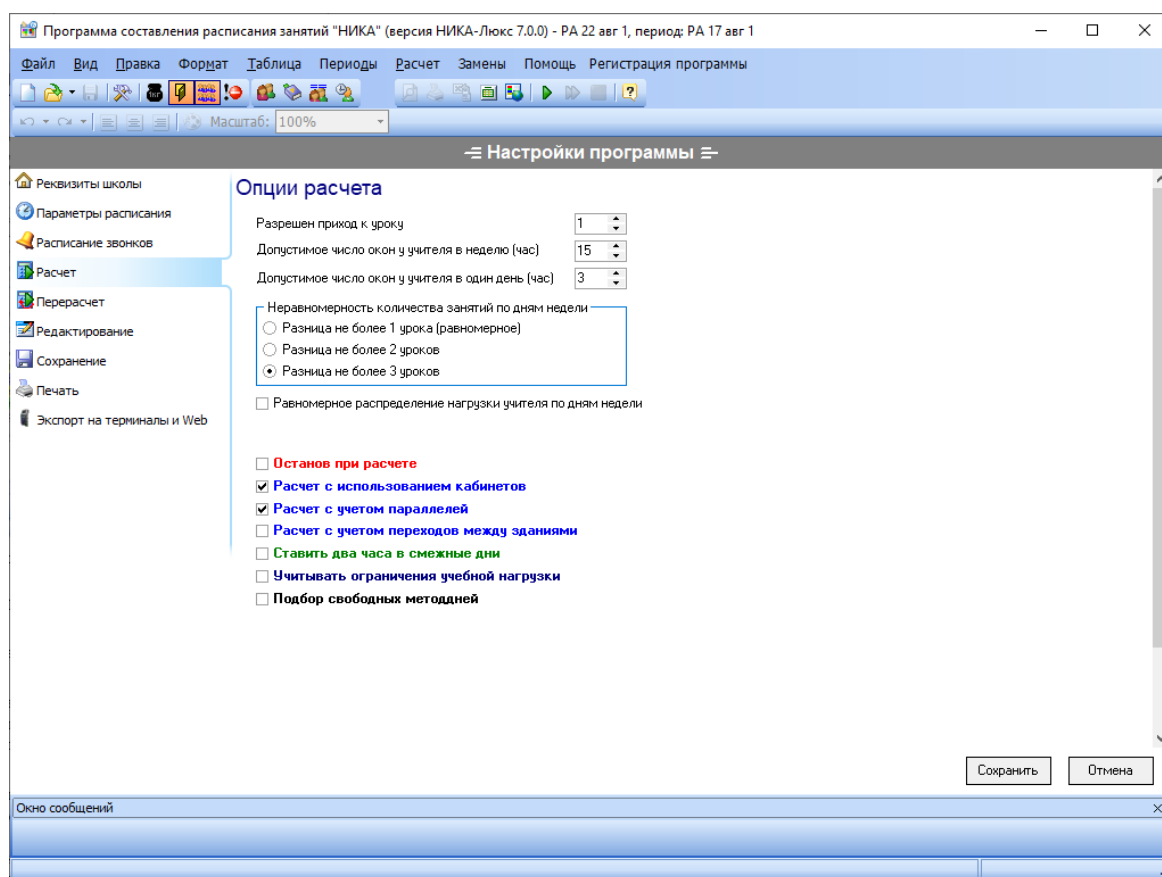 Программа составления расписания занятий "НИКА" (версия НИКА-Люкс 7.0.0) - РА 22 авг 1, период: РА 17 авг 1
Файл Вид Правка Формат Таблица Периоды Расчет Замены Помощь Регистрация программы
Масштаб: 100%
Настройки программы
Реквизиты школы
Параметры расписания
Расписание звонков
Расчет
Перерасчет
Редактирование
Сохранение
Печать
Экспорт на терминалы и Web
Опции расчета
Разрешен приход к уроку 1
Допустимое число окон у учителя в неделю (час) 15
Допустимое число окон у учителя в один день (час) 3
Неравномерность количества занятий по дням недели
Разница не более 1 урока (равномерное)
Разница не более 2 уроков
Разница не более 3 уроков
Равномерное распределение нагрузки учителя по дням недели
Останов при расчете
Расчет с использованием кабинетов
Расчет с учетом параллелей
Расчет с учетом переходов между зданиями
Ставить два часа в смежные дни
Учитывать ограничения учебной нагрузки
Подбор свободных методдней
Сохранить Отмена
Окно сообщений